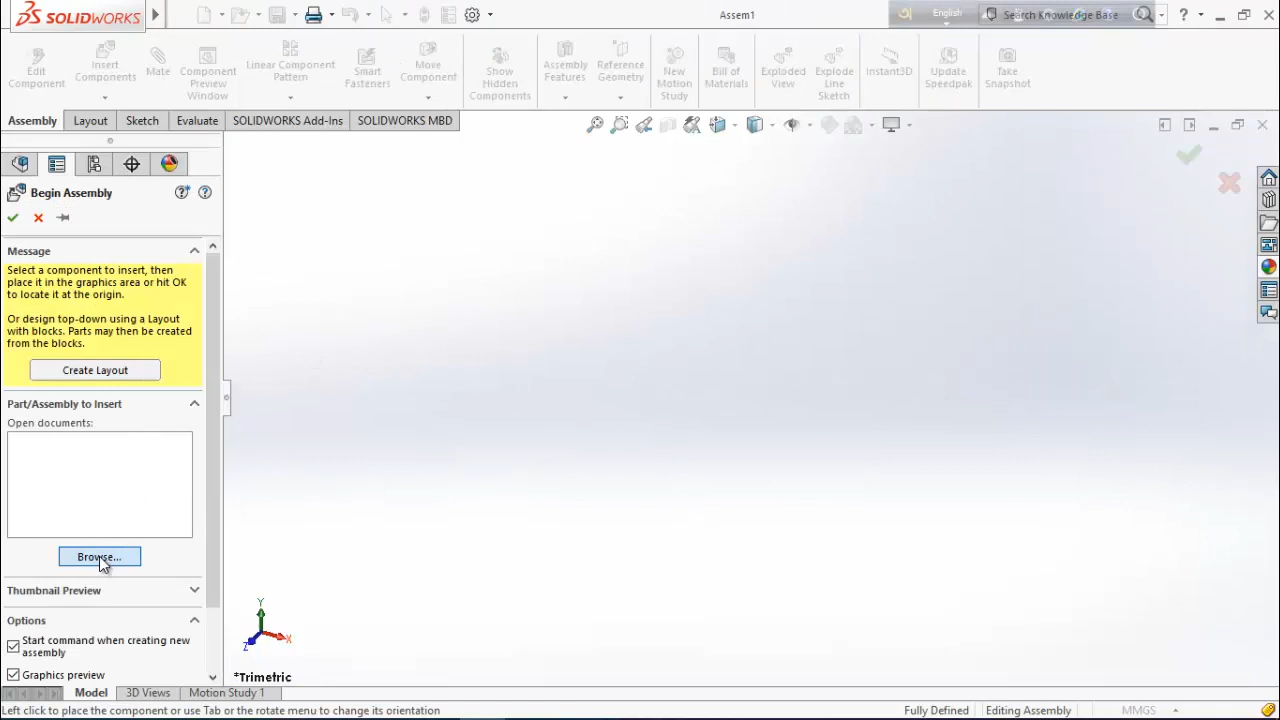 SOLIDWORKS
Assem1
English
Search Knowledge Base
?
Edit
Component
Insert
Components
Mate
Component
Preview
Window
Linear Component
Pattern
Smart
Fasteners
Move
Component
Show
Hidden
Components
Assembly
Features
Reference
Geometry
New
Motion
Study
Bill of
Materials
Exploded
View
Explode
Line
Sketch
Instant3D
Update
Speedpak
Take
Snapshot
Assembly
Layout
Sketch
Evaluate
SOLIDWORKS Add-Ins
SOLIDWORKS MBD
Begin Assembly
Message
Select a component to insert, then
place it in the graphics area or hit OK
to locate it at the origin.
Or design top-down using a Layout
with blocks. Parts may then be created
from the blocks.
Create Layout
Part/Assembly to Insert
Open documents:
Browse...
Thumbnail Preview
Options
Start command when creating new
assembly
Graphics preview
Y
X
Z
*Trimetric
Model
3D Views
Motion Study 1
Left click to place the component or use Tab or the rotate menu to change its orientation
Fully Defined
Editing Assembly
MMGS